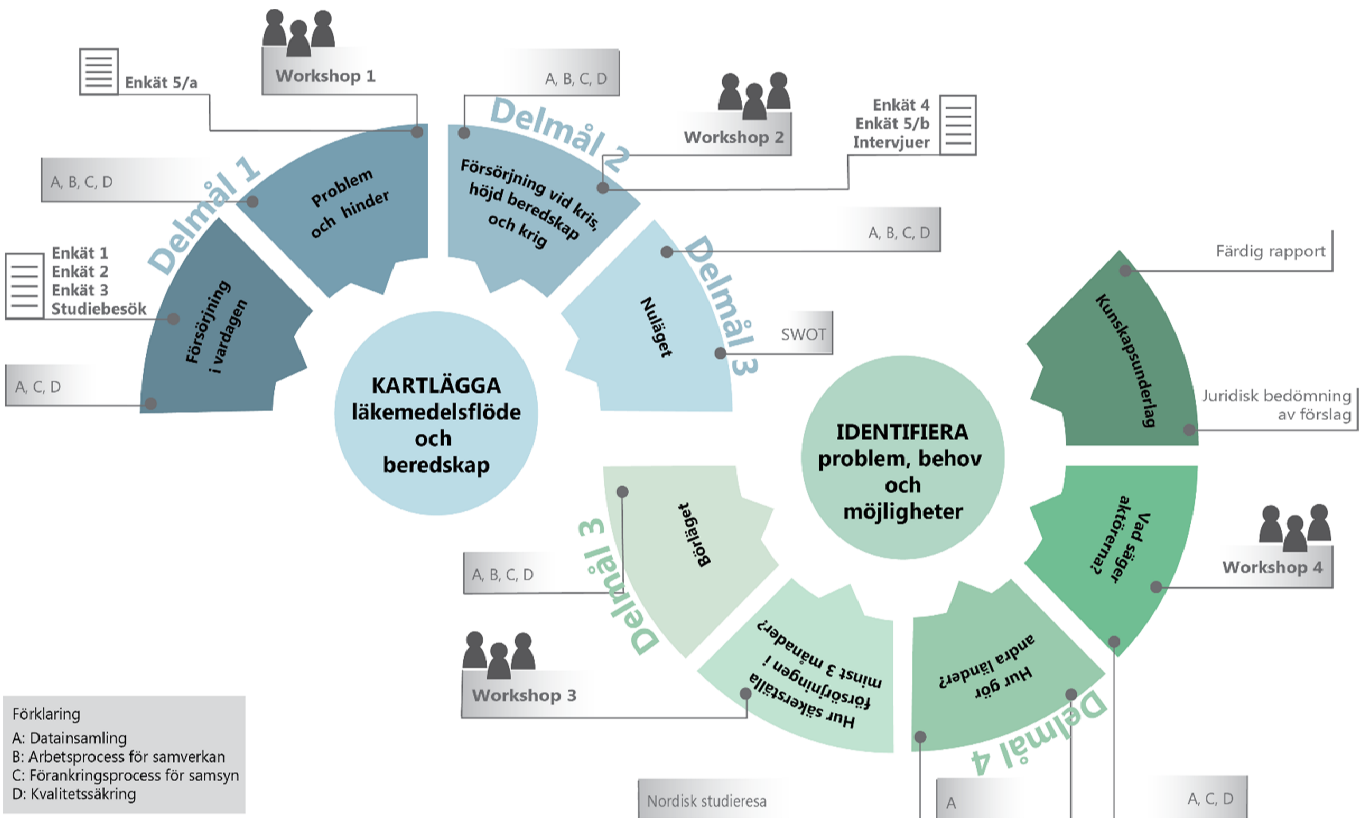 Workshop 1
Enkät 5/a
A, B, C, D
Delmål 1
A, B, C, D
Delmål 2
Workshop 2
Enkät 4
Enkät 5/b
Intervjuer
Problem
och hinder
Försörjning vid kris,
höjd beredskap
och krig
A, B, C, D
Enkät 1
Enkät 2
Enkät 3
Studiebesök
Försörjning
i vardagen
A, C, D
Nuläget
Delmål 3
SWOT
KARTLÄGGA
läkemedelsflöde
och
beredskap
Färdig rapport
Kunskapsunderlag
Juridisk bedömning
av förslag
IDENTIFIERA
problem, behov
och
möjligheter
Vad säger
aktörerna?
Workshop 4
Börläget
Delmål 3
A, B, C, D
Hur säkerställa
försörjningen i
minst 3 månader?
Workshop 3
Hur gör
andra länder?
Delmål 4
Nordisk studieresa
A
A, C, D
Förklaring
A: Datainsamling
B: Arbetsprocess för samverkan
C: Förankringsprocess för samsyn
D: Kvalitetssäkring